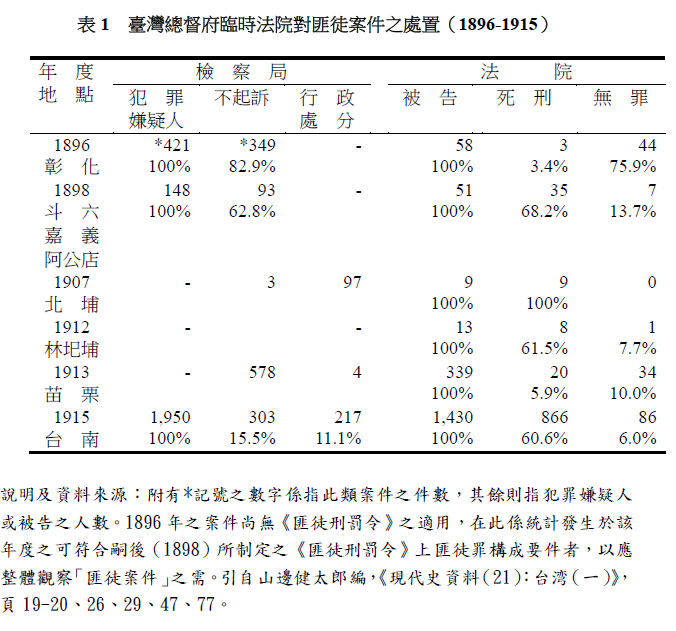 表 1　臺灣總督府臨時法院對匪徒案件之處置（1896-1915）
年 度 檢 察 局 法 院
地 點 犯 罪 不起訴 行 政 被 告 死 刑 無 罪
嫌疑人 處 分
1896 *421 *349 - 58 3 44
彰 化 100% 82.9% 100% 3.4% 75.9%
1898 148 93 - 51 35 7
斗 六 100% 62.8% 100% 68.2% 13.7%
嘉 義
阿公店
1907 - 3 97 9 9 0
北 埔 100% 100%
1912 - - 13 8 1
林圯埔 100% 61.5% 7.7%
1913 - 578 4 339 20 34
苗 栗 100% 5.9% 10.0%
1915 1,950 303 217 1,430 866 86
台 南 100% 15.5% 11.1% 100% 60.6% 6.0%
說明及資料來源：附有*記號之數字係指此類案件之件數，其餘則指犯罪嫌疑人
或被告之人數。1896 年之案件尚無《匪徒刑罰令》之適用，在此係統計發生於該
年度之可符合嗣後（1898）所制定之《匪徒刑罰令》上匪徒罪構成要件者，以應
整體觀察「匪徒案件」之需。引自山邊健太郎編，《現代史資料（21）：台灣（一）》，
頁 19-20、26、29、47、77。